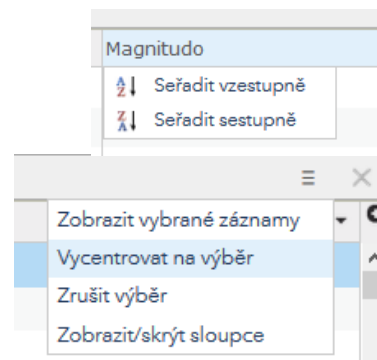 Magnitudo
Seřadit vzestupně
Seřadit sestupně
Zobrazit vybrané záznamy
Vycentrovat na výběr
Zrušit výběr
Zobrazit/skrýt sloupce